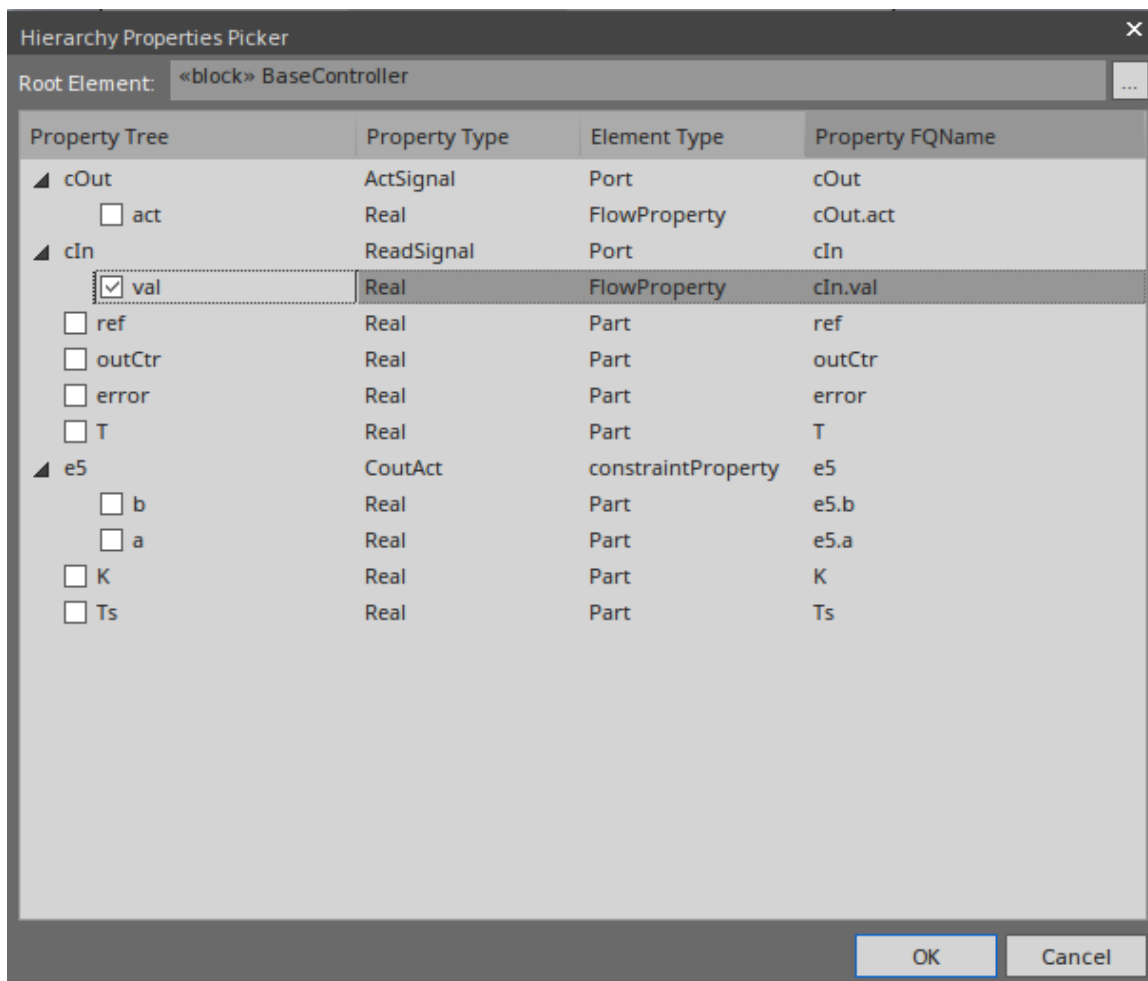 Hierarchy Properties Picker
Root Element: «block» BaseController ...
Property Tree Property Type Element Type Property FQName
cOut ActSignal Port cOut
act Real FlowProperty cOut.act
cIn ReadSignal Port cIn
val Real FlowProperty cIn.val
ref Real Part ref
outCtr Real Part outCtr
error Real Part error
T Real Part T
e5 CoutAct constraintProperty e5
b Real Part e5.b
a Real Part e5.a
K Real Part K
Ts Real Part Ts
OK Cancel